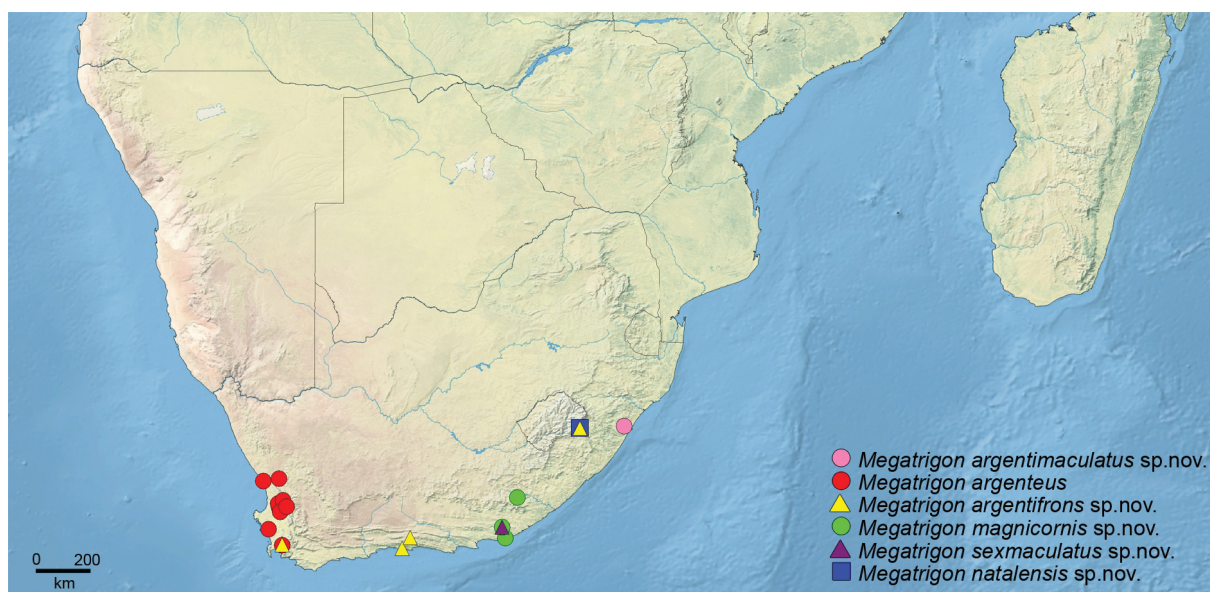 Megatrigon argentimaculatus sp.nov.
Megatrigon argenteus
Megatrigon argentifrons sp.nov.
Megatrigon magnicornis sp.nov.
Megatrigon sexmaculatus sp.nov.
Megatrigon natalensis sp.nov.
0 200
km